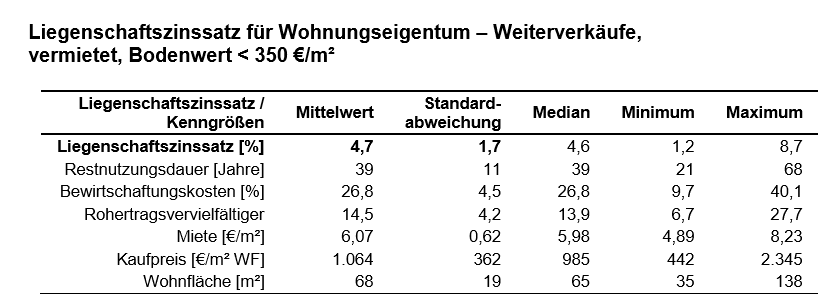 Liegenschaftszinssatz für Wohnungseigentum – Weiterverkäufe,
vermietet, Bodenwert < 350 €/m²
Liegenschaftszinssatz / Kenngrößen Mittelwert Standard-abweichung Median Minimum Maximum
Liegenschaftszinssatz [%] 4,7 1,7 4,6 1,2 8,7
Restnutzungsdauer [Jahre] 39 11 39 21 68
Bewirtschaftungskosten [%] 26,8 4,5 26,8 9,7 40,1
Rohertragsvervielfältiger 14,5 4,2 13,9 6,7 27,7
Miete [€/m²] 6,07 0,62 5,98 4,89 8,23
Kaufpreis [€/m² WF] 1.064 362 985 442 2.345
Wohnfläche [m²] 68 19 65 35 138